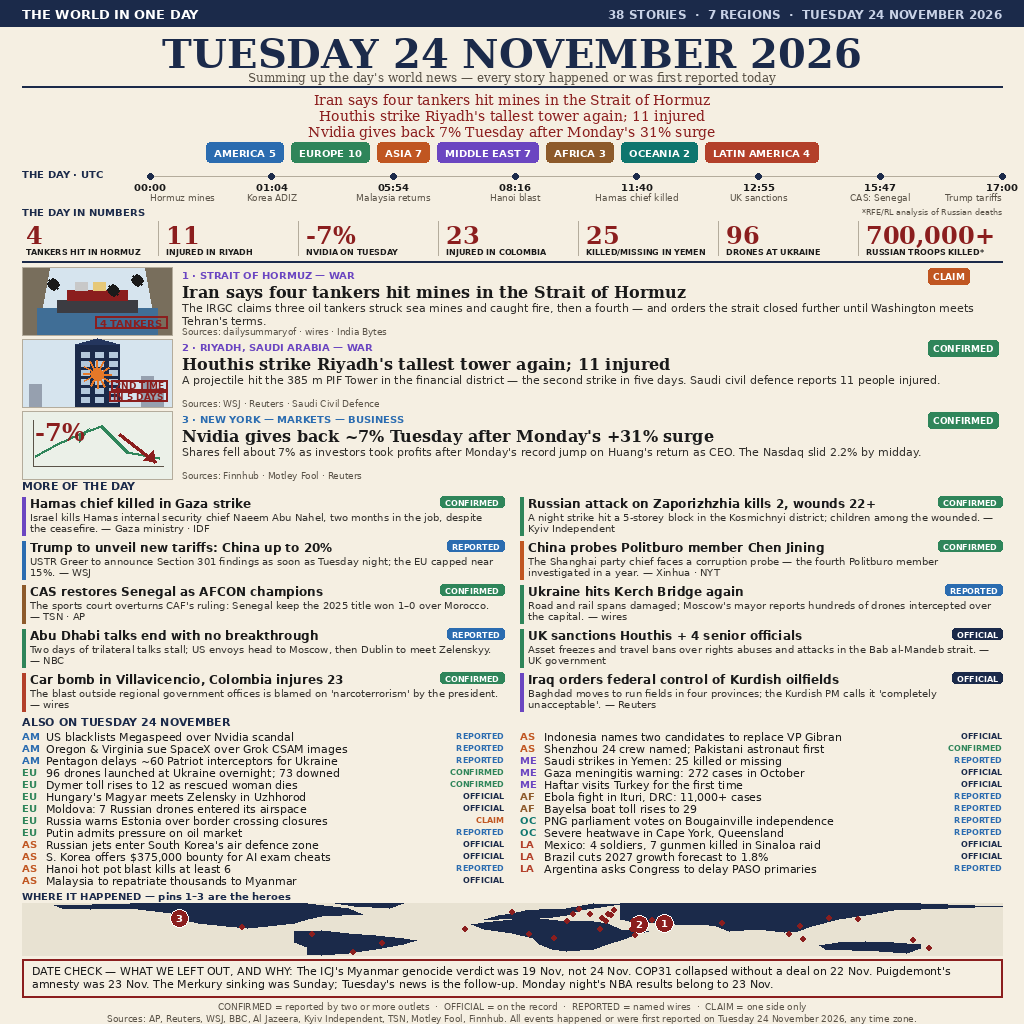 THE WORLD IN ONE DAY
38 STORIES · 7 REGIONS · TUESDAY 24 NOVEMBER 2026
TUESDAY 24 NOVEMBER 2026
Summing up the day's world news — every story happened or was first reported today
Iran says four tankers hit mines in the Strait of Hormuz
Houthis strike Riyadh's tallest tower again; 11 injured
Nvidia gives back 7% Tuesday after Monday's 31% surge
AMERICA 5 EUROPE 10 ASIA 7 MIDDLE EAST 7 AFRICA 3 OCEANIA 2 LATIN AMERICA 4
THE DAY · UTC
00:00 01:04 05:54 08:16 11:40 12:55 15:47 17:00
Hormuz mines Korea ADIZ Malaysia returns Hanoi blast Hamas chief killed UK sanctions CAS: Senegal Trump tariffs
THE DAY IN NUMBERS
*RFE/RL analysis of Russian deaths
4 11 -7% 23 25 96 700,000+
TANKERS HIT IN HORMUZ INJURED IN RIYADH NVIDIA ON TUESDAY INJURED IN COLOMBIA KILLED/MISSING IN YEMEN DRONES AT UKRAINE RUSSIAN TROOPS KILLED*
4 TANKERS
1 · STRAIT OF HORMUZ — WAR
CLAIM
Iran says four tankers hit mines in the Strait of Hormuz
The IRGC claims three oil tankers struck sea mines and caught fire, then a fourth — and orders the strait closed further until Washington meets
Tehran's terms.
Sources: dailysummaryof · wires · India Bytes
2ND TIME
IN 5 DAYS
2 · RIYADH, SAUDI ARABIA — WAR
CONFIRMED
Houthis strike Riyadh's tallest tower again; 11 injured
A projectile hit the 385 m PIF Tower in the financial district — the second strike in five days. Saudi civil defence reports 11 people injured.
Sources: WSJ · Reuters · Saudi Civil Defence
-7%
3 · NEW YORK — MARKETS — BUSINESS
CONFIRMED
Nvidia gives back ~7% Tuesday after Monday's +31% surge
Shares fell about 7% as investors took profits after Monday's record jump on Huang's return as CEO. The Nasdaq slid 2.2% by midday.
Sources: Finnhub · Motley Fool · Reuters
MORE OF THE DAY
Hamas chief killed in Gaza strike
CONFIRMED
Israel kills Hamas internal security chief Naeem Abu Nahel, two months in the job, despite
the ceasefire. — Gaza ministry · IDF
Russian attack on Zaporizhzhia kills 2, wounds 22+
CONFIRMED
A night strike hit a 5-storey block in the Kosmichnyi district; children among the wounded. —
Kyiv Independent
Trump to unveil new tariffs: China up to 20%
REPORTED
USTR Greer to announce Section 301 findings as soon as Tuesday night; the EU capped near
15%. — WSJ
China probes Politburo member Chen Jining
CONFIRMED
The Shanghai party chief faces a corruption probe — the fourth Politburo member
investigated in a year. — Xinhua · NYT
CAS restores Senegal as AFCON champions
CONFIRMED
The sports court overturns CAF's ruling: Senegal keep the 2025 title won 1–0 over Morocco.
— TSN · AP
Ukraine hits Kerch Bridge again
REPORTED
Road and rail spans damaged; Moscow's mayor reports hundreds of drones intercepted over
the capital. — wires
Abu Dhabi talks end with no breakthrough
REPORTED
Two days of trilateral talks stall; US envoys head to Moscow, then Dublin to meet Zelenskyy.
— NBC
UK sanctions Houthis + 4 senior officials
OFFICIAL
Asset freezes and travel bans over rights abuses and attacks in the Bab al-Mandeb strait. —
UK government
Car bomb in Villavicencio, Colombia injures 23
CONFIRMED
The blast outside regional government offices is blamed on 'narcoterrorism' by the president.
— wires
Iraq orders federal control of Kurdish oilfields
OFFICIAL
Baghdad moves to run fields in four provinces; the Kurdish PM calls it 'completely
unacceptable'. — Reuters
ALSO ON TUESDAY 24 NOVEMBER
AM US blacklists Megaspeed over Nvidia scandal REPORTED
AM Oregon & Virginia sue SpaceX over Grok CSAM images REPORTED
AM Pentagon delays ~60 Patriot interceptors for Ukraine REPORTED
EU 96 drones launched at Ukraine overnight; 73 downed CONFIRMED
EU Dymer toll rises to 12 as rescued woman dies CONFIRMED
EU Hungary's Magyar meets Zelensky in Uzhhorod OFFICIAL
EU Moldova: 7 Russian drones entered its airspace OFFICIAL
EU Russia warns Estonia over border crossing closures CLAIM
EU Putin admits pressure on oil market REPORTED
AS Russian jets enter South Korea's air defence zone OFFICIAL
AS S. Korea offers $375,000 bounty for AI exam cheats OFFICIAL
AS Hanoi hot pot blast kills at least 6 REPORTED
AS Malaysia to repatriate thousands to Myanmar OFFICIAL
AS Indonesia names two candidates to replace VP Gibran OFFICIAL
AS Shenzhou 24 crew named; Pakistani astronaut first CONFIRMED
ME Saudi strikes in Yemen: 25 killed or missing REPORTED
ME Gaza meningitis warning: 272 cases in October OFFICIAL
ME Haftar visits Turkey for the first time OFFICIAL
AF Ebola fight in Ituri, DRC: 11,000+ cases REPORTED
AF Bayelsa boat toll rises to 29 REPORTED
OC PNG parliament votes on Bougainville independence REPORTED
OC Severe heatwave in Cape York, Queensland REPORTED
LA Mexico: 4 soldiers, 7 gunmen killed in Sinaloa raid OFFICIAL
LA Brazil cuts 2027 growth forecast to 1.8% OFFICIAL
LA Argentina asks Congress to delay PASO primaries REPORTED
WHERE IT HAPPENED — pins 1–3 are the heroes
3 2 1
DATE CHECK — WHAT WE LEFT OUT, AND WHY: The ICJ's Myanmar genocide verdict was 19 Nov, not 24 Nov. COP31 collapsed without a deal on 22 Nov. Puigdemont's
amnesty was 23 Nov. The Merkury sinking was Sunday; Tuesday's news is the follow-up. Monday night's NBA results belong to 23 Nov.
CONFIRMED = reported by two or more outlets · OFFICIAL = on the record · REPORTED = named wires · CLAIM = one side only
Sources: AP, Reuters, WSJ, BBC, Al Jazeera, Kyiv Independent, TSN, Motley Fool, Finnhub. All events happened or were first reported on Tuesday 24 November 2026, any time zone.